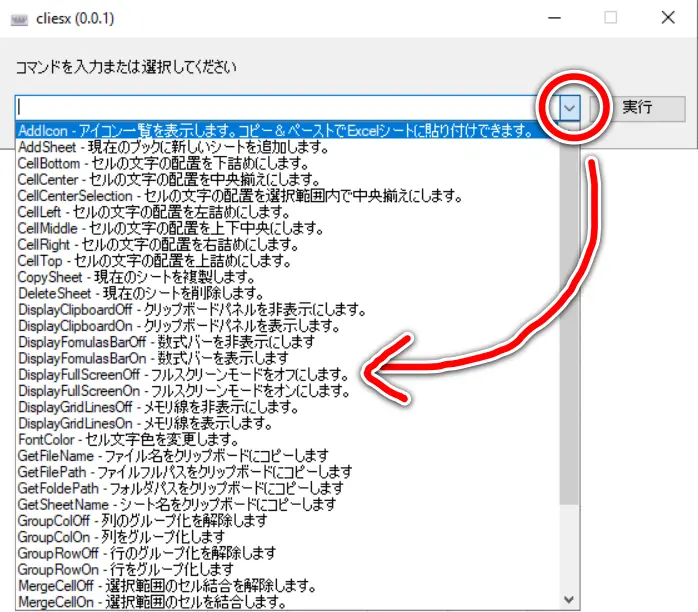 cliesx (0.0.1)
コマンドを入力または選択してください
実行
AddIcon - アイコン一覧を表示します。コピー＆ペーストでExcelシートに貼り付けできます。
AddSheet - 現在のブックに新しいシートを追加します。
CellBottom - セルの文字の配置を下詰めにします。
CellCenter - セルの文字の配置を中央揃えにします。
CellCenterSelection - セルの文字の配置を選択範囲内で中央揃えにします。
CellLeft - セルの文字の配置を左詰めにします。
CellMiddle - セルの文字の配置を上下中央にします。
CellRight - セルの文字の配置を右詰めにします。
CellTop - セルの文字の配置を上詰めにします。
CopySheet - 現在のシートを複製します。
DeleteSheet - 現在のシートを削除します。
DisplayClipboardOff - クリップボードパネルを非表示にします。
DisplayClipboardOn - クリップボードパネルを表示します。
DisplayFomulasBarOff - 数式バーを非表示にします
DisplayFomulasBarOn - 数式バーを表示します
DisplayFullScreenOff - フルスクリーンモードをオフにします。
DisplayFullScreenOn - フルスクリーンモードをオンにします。
DisplayGridLinesOff - メモリ線を非表示にします。
DisplayGridLinesOn - メモリ線を表示します。
FontColor - セル文字色を変更します。
GetFileName - ファイル名をクリップボードにコピーします
GetFilePath - ファイルフルパスをクリップボードにコピーします
GetFoldePath - フォルダパスをクリップボードにコピーします
GetSheetName - シート名をクリップボードにコピーします
GroupColOff - 列のグループ化を解除します
GroupColOn - 列をグループ化します
GroupRowOff - 行のグループ化を解除します
GroupRowOn - 行をグループ化します
MergeCellOff - 選択範囲のセル結合を解除します。
MergeCellOn - 選択範囲のセルを結合します。